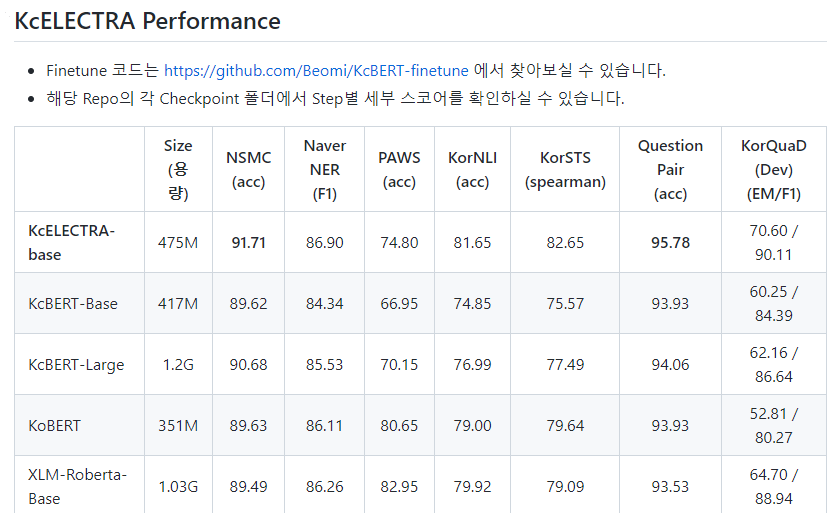 KcELECTRA Performance
Finetune 코드는 https://github.com/Beomi/KcBERT-finetune 에서 찾아보실 수 있습니다.
해당 Repo의 각 Checkpoint 폴더에서 Step별 세부 스코어를 확인하실 수 있습니다.
Size (용량) NSMC (acc) Naver NER (F1) PAWS (acc) KorNLI (acc) KorSTS (spearman) Question Pair (acc) KorQuaD (Dev) (EM/F1)
KcELECTRA-base 475M 91.71 86.90 74.80 81.65 82.65 95.78 70.60 / 90.11
KcBERT-Base 417M 89.62 84.34 66.95 74.85 75.57 93.93 60.25 / 84.39
KcBERT-Large 1.2G 90.68 85.53 70.15 76.99 77.49 94.06 62.16 / 86.64
KoBERT 351M 89.63 86.11 80.65 79.00 79.64 93.93 52.81 / 80.27
XLM-Roberta-Base 1.03G 89.49 86.26 82.95 79.92 79.09 93.53 64.70 / 88.94